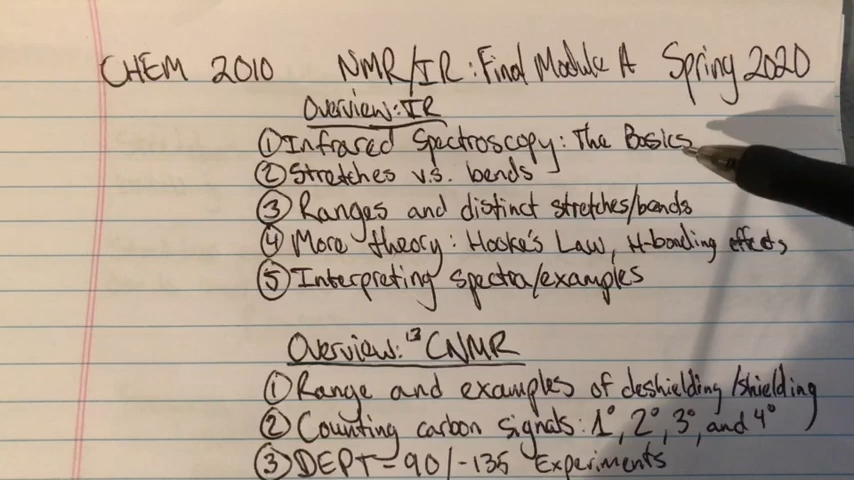 CHEM 2010 NMR/IR: Final Module A Spring 2020
Overview: IR
① Infrared Spectroscopy: The Basics
② Stretches v.s. bends
③ Ranges and distinct stretches/bends
④ More theory: Hooke's Law, H-bonding effects
⑤ Interpreting spectra/examples
Overview: ¹³CNMR
① Range and examples of deshielding/shielding
② Counting carbon signals: 1°, 2°, 3°, and 4°
③ DEPT-90/-135 Experiments